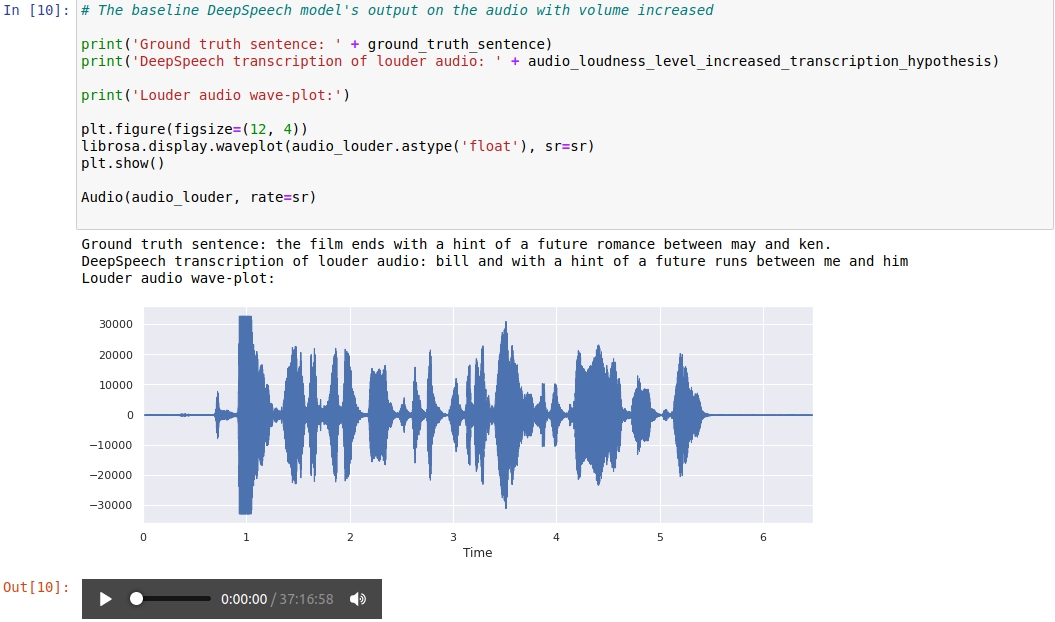 In [10]: # The baseline DeepSpeech model's output on the audio with volume increased
print('Ground truth sentence: ' + ground_truth_sentence)
print('DeepSpeech transcription of louder audio: ' + audio_loudness_level_increased_transcription_hypothesis)
print('Louder audio wave-plot:')
plt.figure(figsize=(12, 4))
librosa.display.waveplot(audio_louder.astype('float'), sr=sr)
plt.show()
Audio(audio_louder, rate=sr)
Ground truth sentence: the film ends with a hint of a future romance between may and ken.
DeepSpeech transcription of louder audio: bill and with a hint of a future runs between me and him
Louder audio wave-plot:
30000
20000
10000
0
−10000
−20000
−30000
0 1 2 3 4 5 6
Time
Out[10]:
0:00:00 / 37:16:58